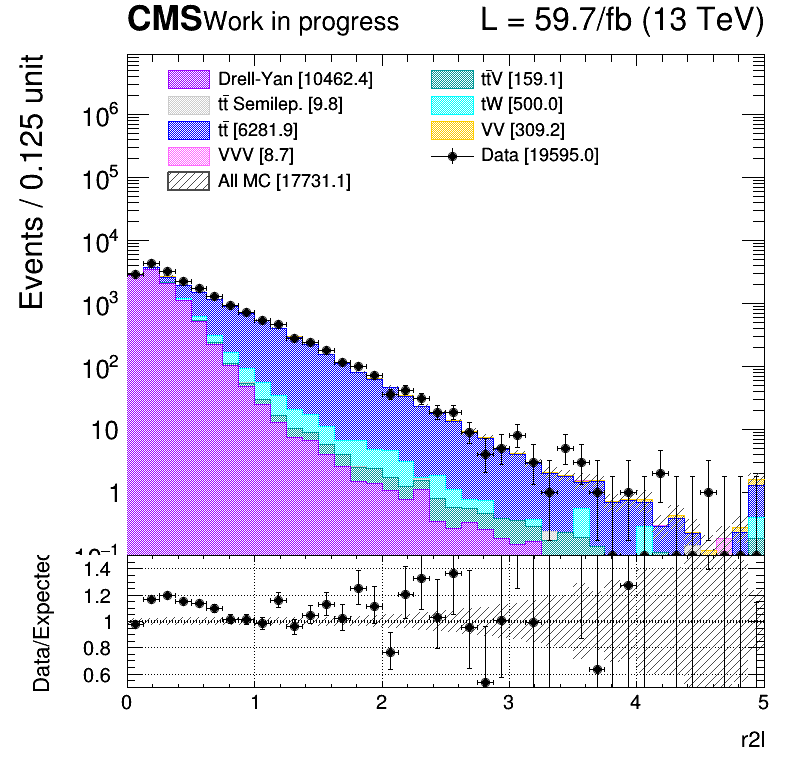 CMS Work in progress L = 59.7/fb (13 TeV)
Drell-Yan [10462.4]
tt̄V [159.1]
tt̄ Semilep. [9.8]
tW [500.0]
tt̄ [6281.9]
VV [309.2]
VVV [8.7]
Data [19595.0]
All MC [17731.1]
Events / 0.125 unit
10⁶
10⁵
10⁴
10³
10²
10
1
10⁻¹
Data/Expected
1.4
1.2
1
0.8
0.6
0 1 2 3 4 5
r2l